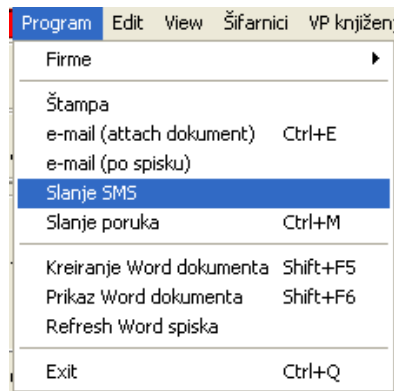 Program Edit View Šifarnici VP knjižen
Firme
Štampa
e-mail (attach dokument) Ctrl+E
e-mail (po spisku)
Slanje SMS
Slanje poruka Ctrl+M
Kreiranje Word dokumenta Shift+F5
Prikaz Word dokumenta Shift+F6
Refresh Word spiska
Exit Ctrl+Q